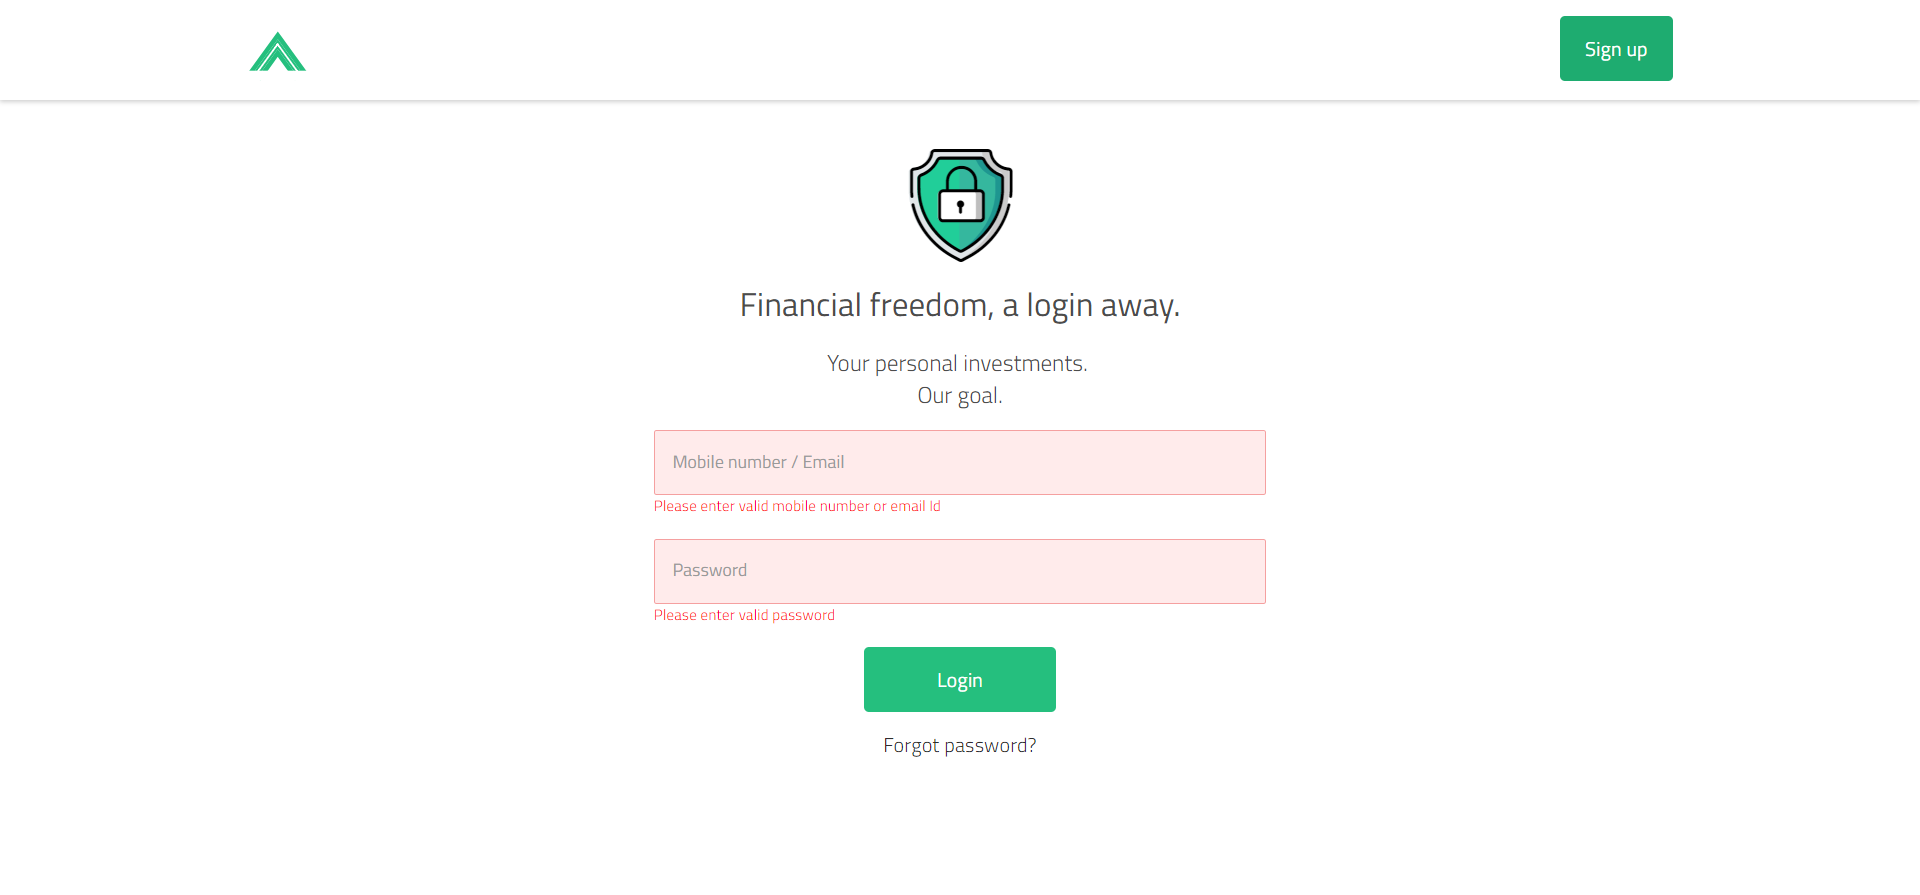 Sign up
Financial freedom, a login away.
Your personal investments.
Our goal.
Mobile number / Email
Please enter valid mobile number or email Id
Password
Please enter valid password
Login
Forgot password?